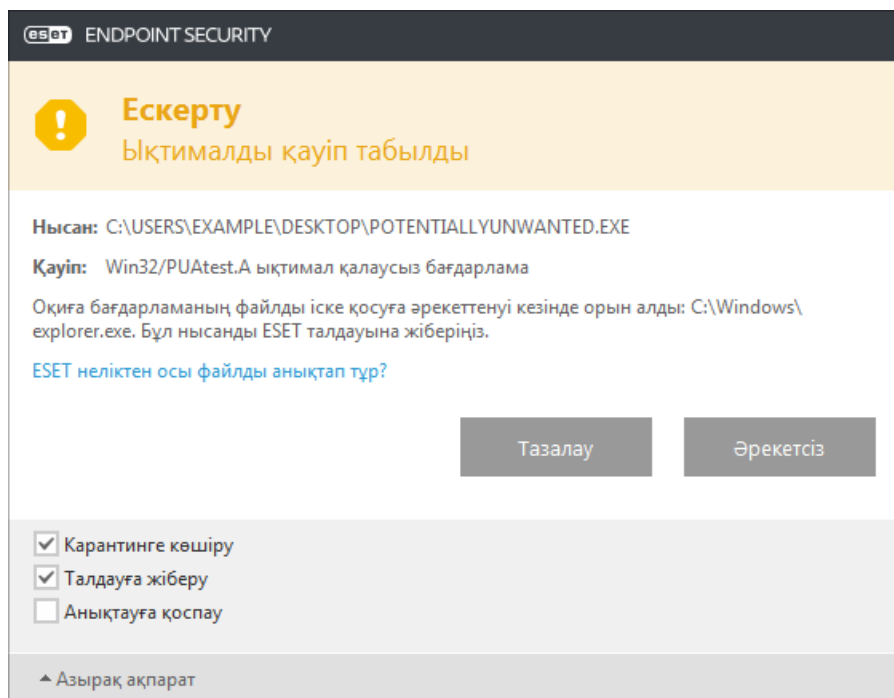 eset ENDPOINT SECURITY
Ескерту
Ықтималды қауіп табылды
Нысан: C:\USERS\EXAMPLE\DESKTOP\POTENTIALLYUNWANTED.EXE
Қауіп: Win32/PUAtest.A ықтимал қалаусыз бағдарлама
Оқиға бағдарламаның файлды іске қосуға әрекеттенуі кезінде орын алды: C:\Windows\
explorer.exe. Бұл нысанды ESET талдауына жіберіңіз.
ESET неліктен осы файлды анықтап тұр?
Тазалау Әрекетсіз
Карантинге көшіру
Талдауға жіберу
Анықтауға қоспау
Азырақ ақпарат